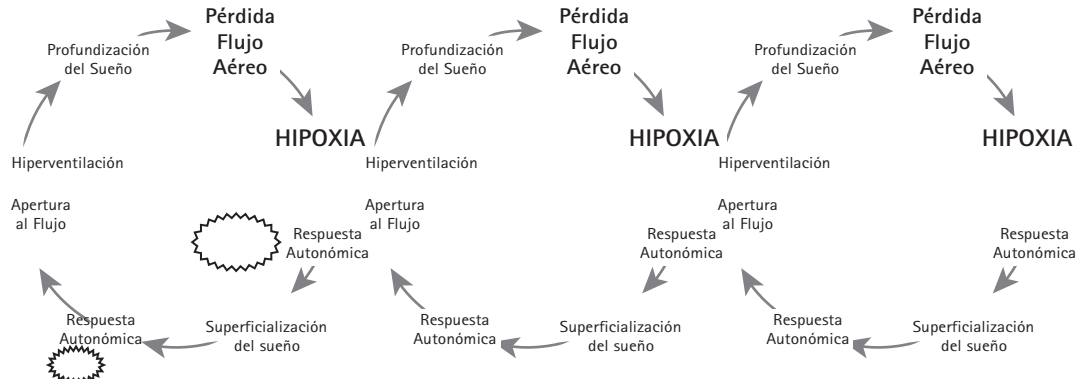 Pérdida
Flujo
Aéreo
Profundización
del Sueño
HIPOXIA
Hiperventilación
Apertura
al Flujo
Respuesta
Autonómica
Superficialización
del sueño
Respuesta
Autonómica
Pérdida
Flujo
Aéreo
Profundización
del Sueño
HIPOXIA
Hiperventilación
Apertura
al Flujo
Respuesta
Autonómica
Superficialización
del sueño
Respuesta
Autonómica
Pérdida
Flujo
Aéreo
Profundización
del Sueño
HIPOXIA
Hiperventilación
Apertura
al Flujo
Respuesta
Autonómica
Superficialización
del sueño
Respuesta
Autonómica